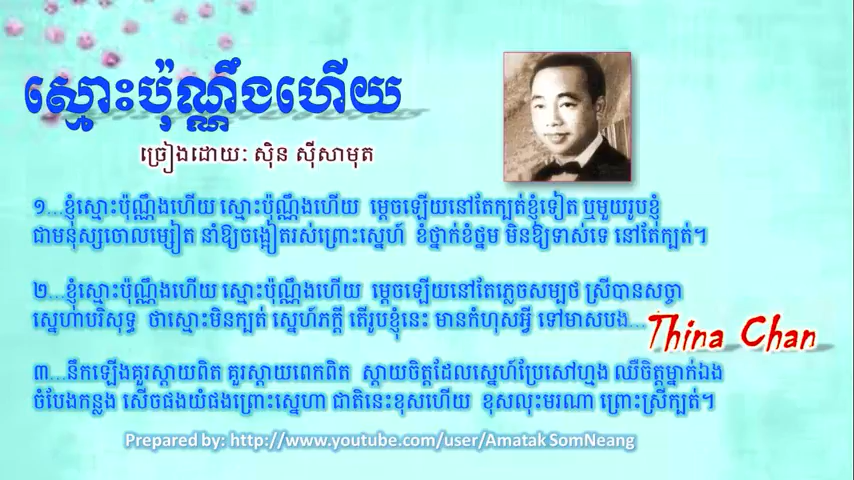 ស្មោះប៉ុណ្ណឹងហើយ
ច្រៀងដោយ: ស៊ិន ស៊ីសាមុត
១...ខ្ញុំស្មោះប៉ុណ្ណឹងហើយ ស្មោះប៉ុណ្ណឹងហើយ ម្តេចឡើយនៅតែក្បត់ខ្ញុំទៀត ឬមួយរូបខ្ញុំ
ជាមនុស្សចោលម្សៀត នាំឱ្យចង្អៀតរស់ព្រោះស្នេហ៍ ខំថ្នាក់ខំថ្នម មិនឱ្យទាស់ទេ នៅតែក្បត់។
២...ខ្ញុំស្មោះប៉ុណ្ណឹងហើយ ស្មោះប៉ុណ្ណឹងហើយ ម្តេចឡើយនៅតែភ្លេចសម្បថ ស្រីបានសច្ចា
ស្នេហាបរិសុទ្ធ ថាស្មោះមិនក្បត់ ស្នេហ៍ភក្តី តើរូបខ្ញុំនេះ មានកំហុសអ្វី ទៅមាសបង...
Thina Chan
៣...នឹកឡើងគួរស្តាយពិត គួរស្តាយពេកពិត ស្តាយចិត្តដែលស្នេហ៍ប្រែសៅហ្មង ឈឺចិត្តម្នាក់ឯង
ចំបែងកន្លង សើចផងយំផងព្រោះស្នេហា ជាតិនេះខុសហើយ ខុសលុះមរណា ព្រោះស្រីក្បត់។
Prepared by: http://www.youtube.com/user/Amatak SomNeang